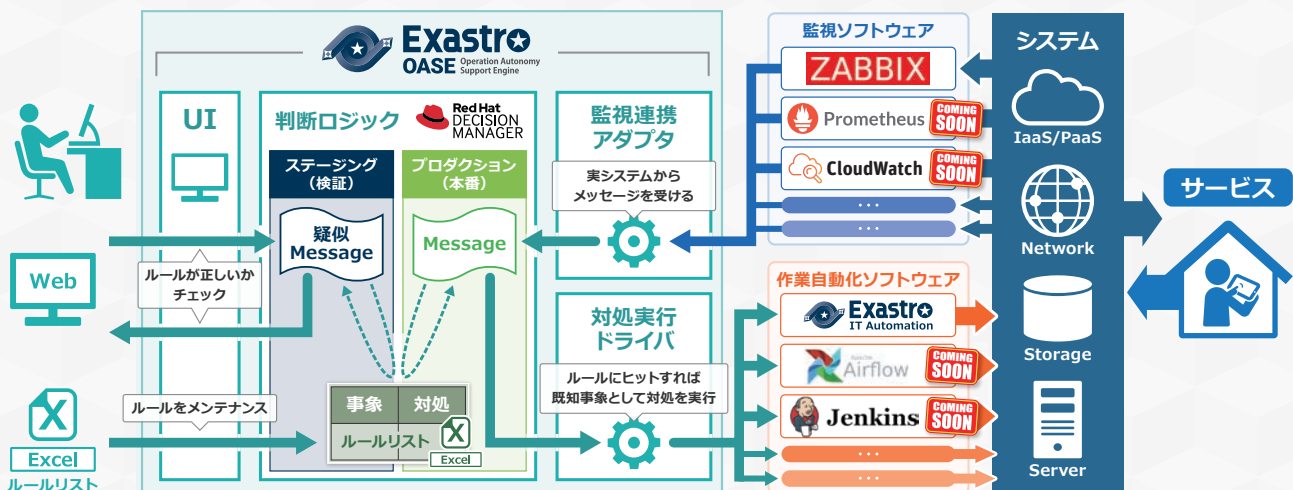 Exastro
OASE Operation Autonomy
Support Engine
UI
判断ロジック
Red Hat
DECISION
MANAGER
ステージング
（検証）
プロダクション
（本番）
疑似
Message
Message
監視連携
アダプタ
実システムから
メッセージを受ける
対処実行
ドライバ
ルールにヒットすれば
既知事象として対処を実行
Web
ルールが正しいか
チェック
ルールをメンテナンス
X
Excel
ルールリスト
事象
対処
ルールリスト
X
Excel
監視ソフトウェア
ZABBIX
Prometheus
COMING
SOON
CloudWatch
COMING
SOON
...
...
作業自動化ソフトウェア
Exastro
IT Automation
Airflow
COMING
SOON
Jenkins
COMING
SOON
...
...
システム
IaaS/PaaS
Network
Storage
Server
サービス